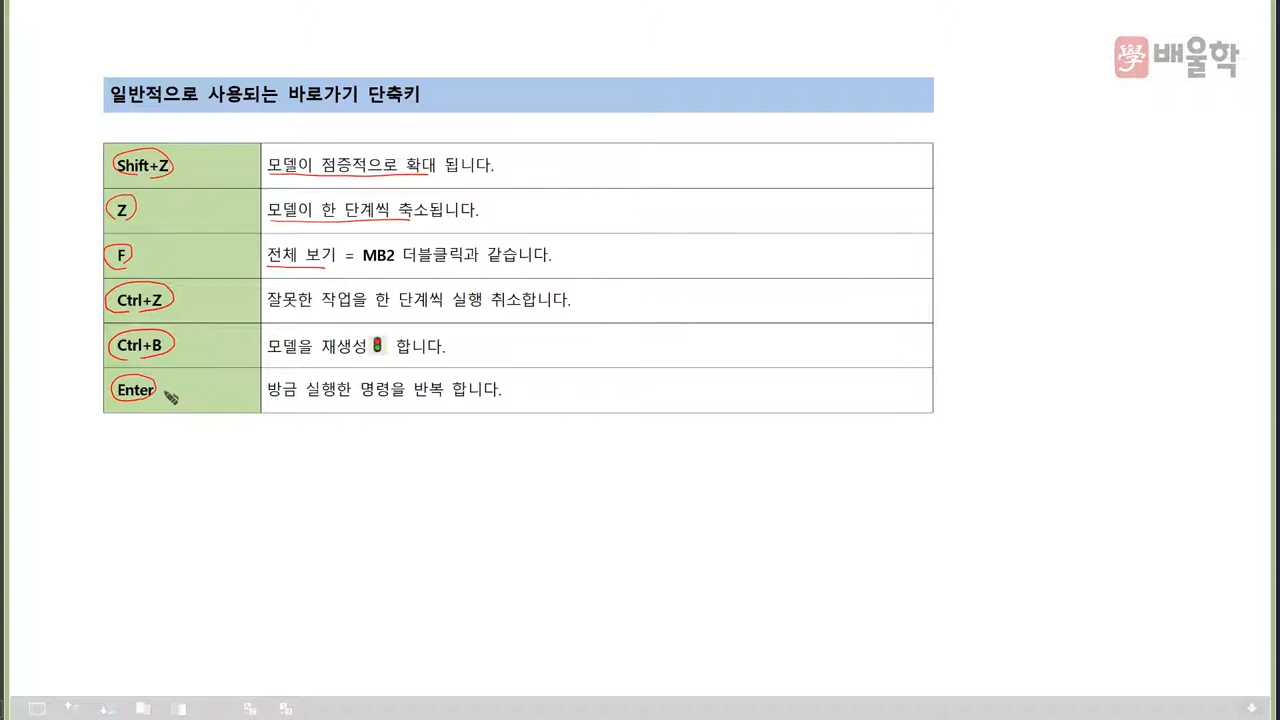 學 배울학
일반적으로 사용되는 바로가기 단축키
Shift+Z 모델이 점증적으로 확대 됩니다.
Z 모델이 한 단계씩 축소됩니다.
F 전체 보기 = MB2 더블클릭과 같습니다.
Ctrl+Z 잘못한 작업을 한 단계씩 실행 취소합니다.
Ctrl+B 모델을 재생성 합니다.
Enter 방금 실행한 명령을 반복 합니다.